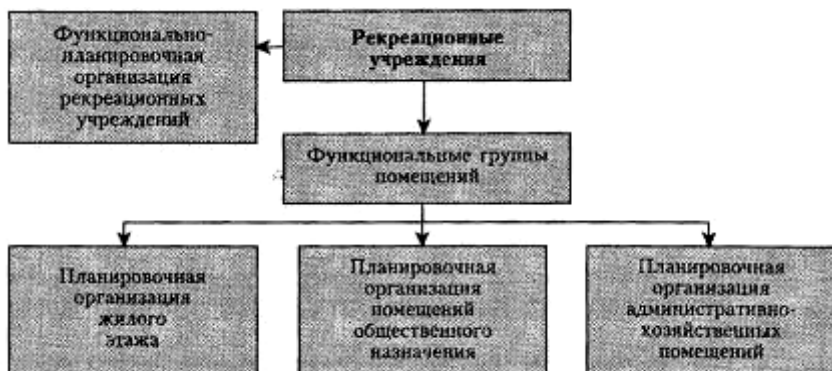 Функционально-
планировочная
организация
рекреационных
учреждений
Рекреационные
учреждения
Функциональные группы
помещений
Планировочная
организация
жилого
этажа
Планировочная
организация
помещений
общественного
назначения
Планировочная
организация
административно-
хозяйственных
помещений